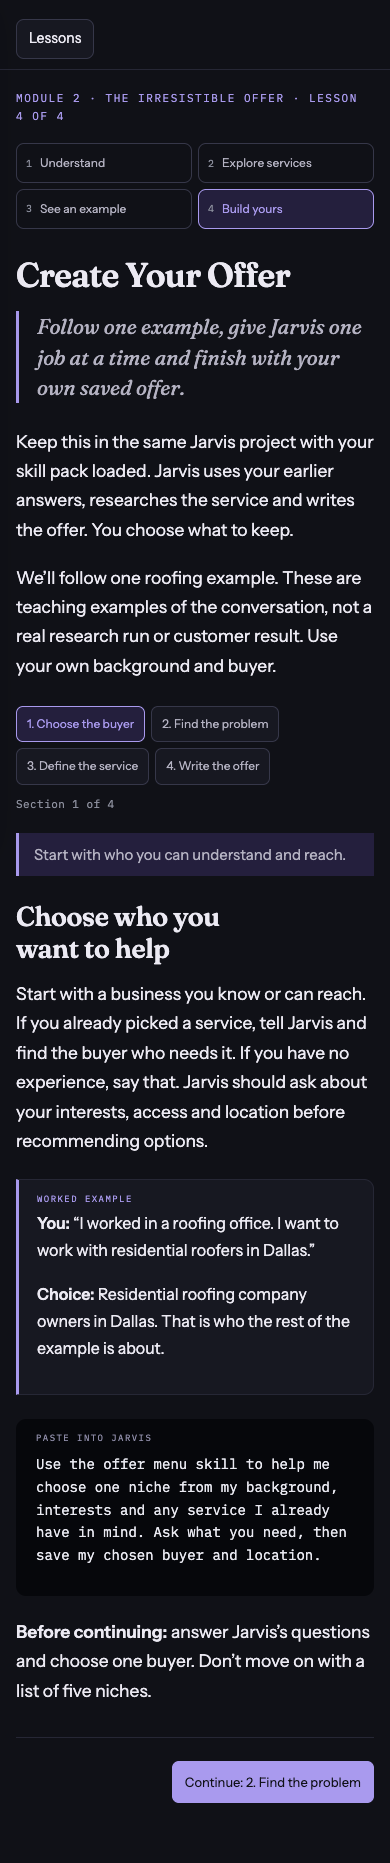 Lessons
MODULE 2 · THE IRRESISTIBLE OFFER · LESSON
4 OF 4
1 Understand
2 Explore services
3 See an example
4 Build yours
Create Your Offer
Follow one example, give Jarvis one
job at a time and finish with your
own saved offer.
Keep this in the same Jarvis project with your
skill pack loaded. Jarvis uses your earlier
answers, researches the service and writes
the offer. You choose what to keep.
We’ll follow one roofing example. These are
teaching examples of the conversation, not a
real research run or customer result. Use
your own background and buyer.
1. Choose the buyer
2. Find the problem
3. Define the service
4. Write the offer
Section 1 of 4
Start with who you can understand and reach.
Choose who you
want to help
Start with a business you know or can reach.
If you already picked a service, tell Jarvis and
find the buyer who needs it. If you have no
experience, say that. Jarvis should ask about
your interests, access and location before
recommending options.
WORKED EXAMPLE
You: “I worked in a roofing office. I want to
work with residential roofers in Dallas.”
Choice: Residential roofing company
owners in Dallas. That is who the rest of the
example is about.
PASTE INTO JARVIS
Use the offer menu skill to help me
choose one niche from my background,
interests and any service I already
have in mind. Ask what you need, then
save my chosen buyer and location.
Before continuing: answer Jarvis’s questions
and choose one buyer. Don’t move on with a
list of five niches.
Continue: 2. Find the problem